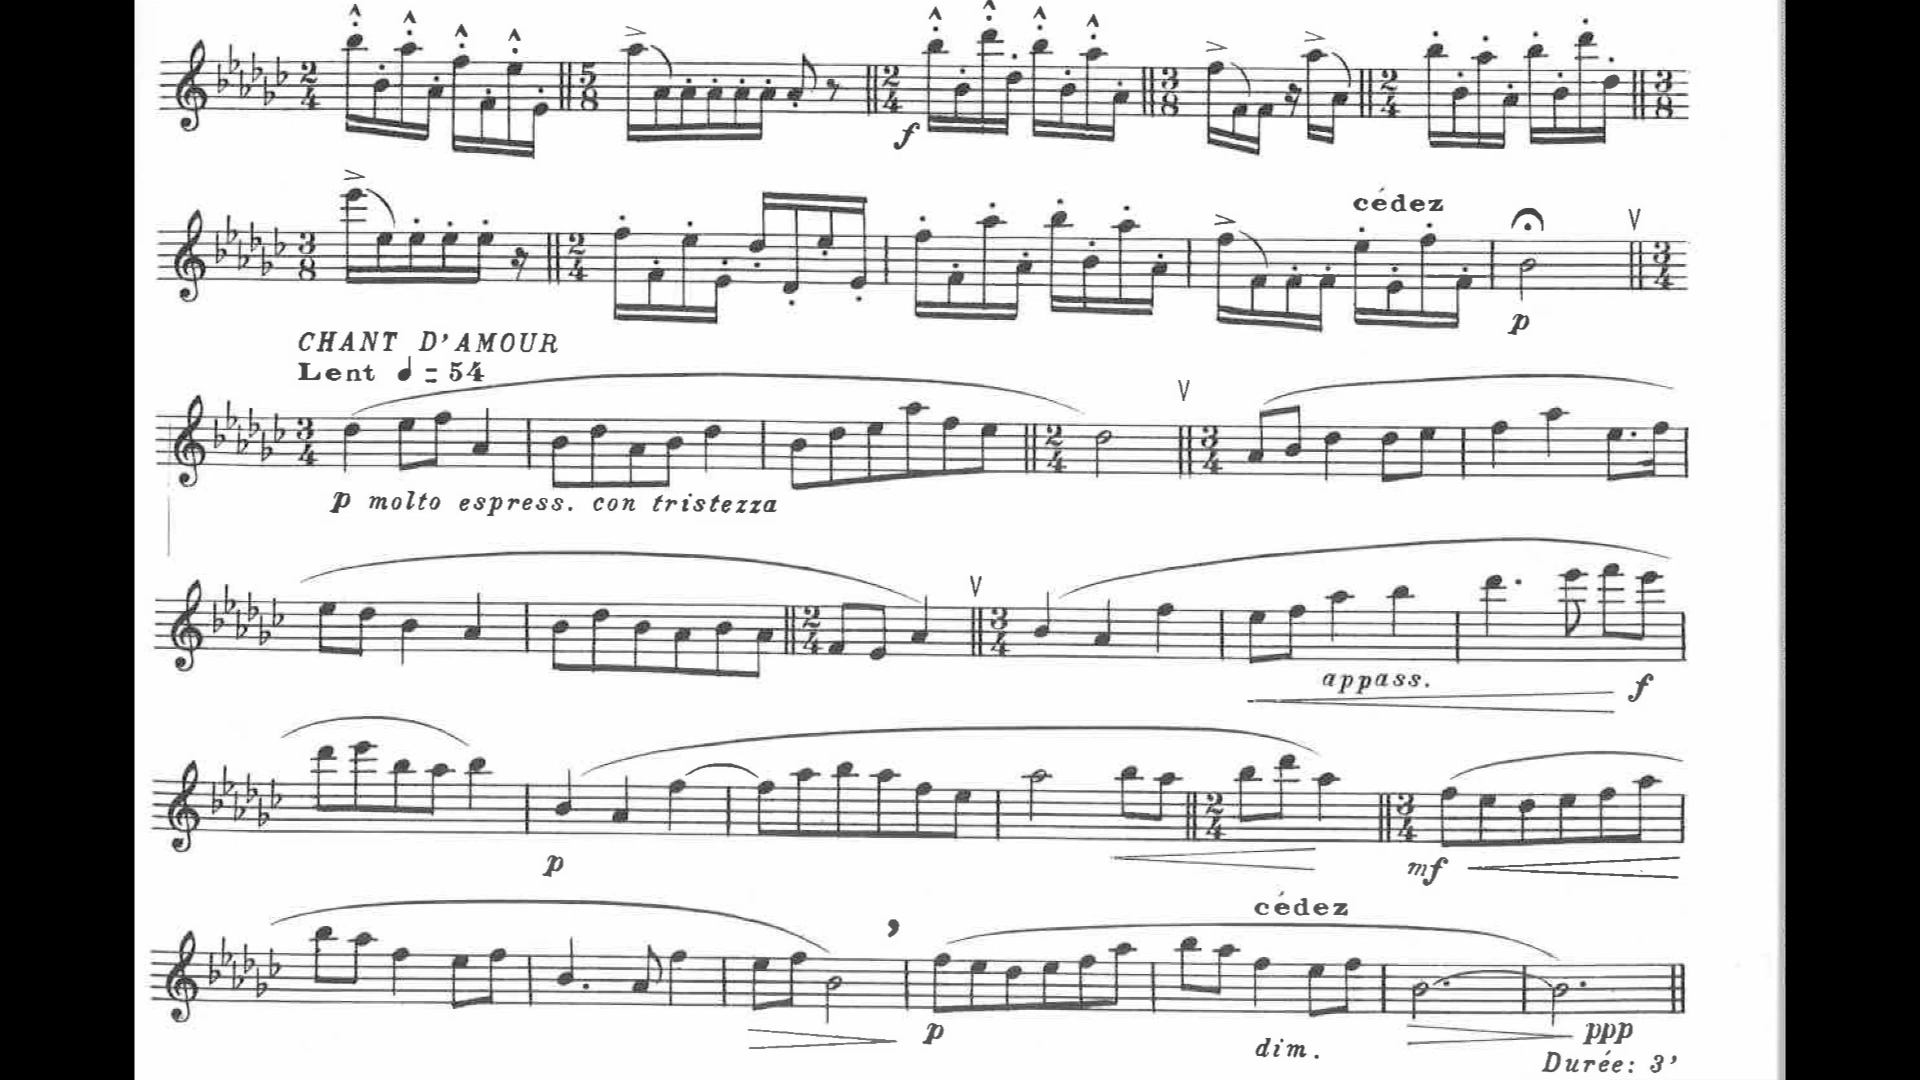 f
cédez
p
CHANT D'AMOUR
Lent ♩ = 54
p molto espress. con tristezza
appass.
f
p
mf
cédez
p
dim.
ppp
Durée: 3'